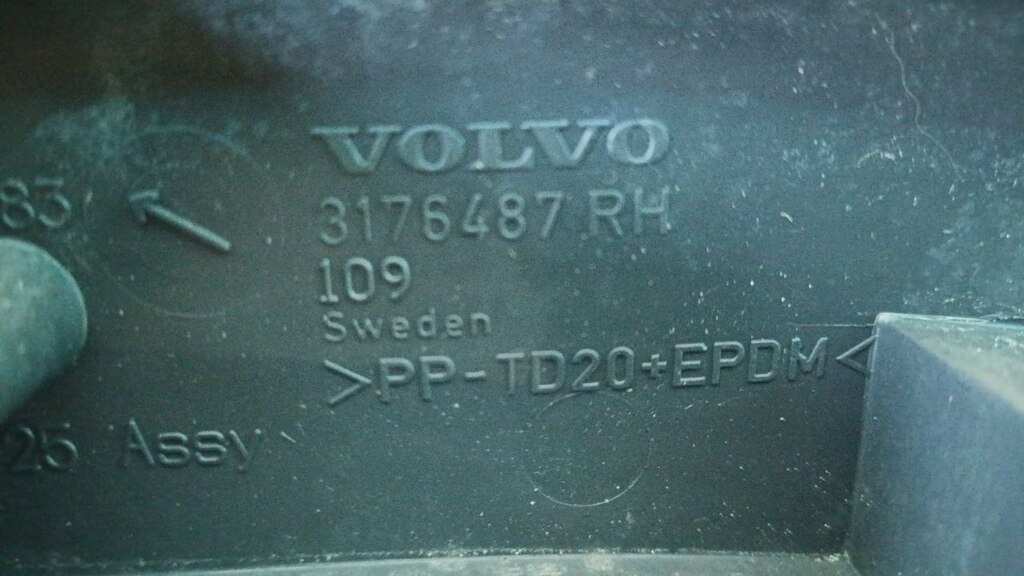 VOLVO
83
3176487 RH
109
Sweden
>PP-TD20+EPDM<
25 Assy